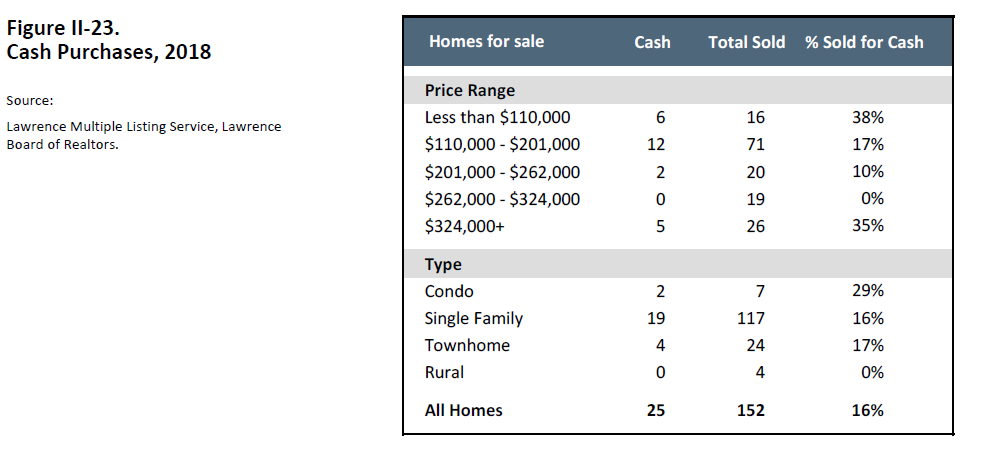 Figure II-23.
Cash Purchases, 2018
Source:
Lawrence Multiple Listing Service, Lawrence
Board of Realtors.
Homes for sale Cash Total Sold % Sold for Cash
Price Range
Less than $110,000 6 16 38%
$110,000 - $201,000 12 71 17%
$201,000 - $262,000 2 20 10%
$262,000 - $324,000 0 19 0%
$324,000+ 5 26 35%
Type
Condo 2 7 29%
Single Family 19 117 16%
Townhome 4 24 17%
Rural 0 4 0%
All Homes 25 152 16%